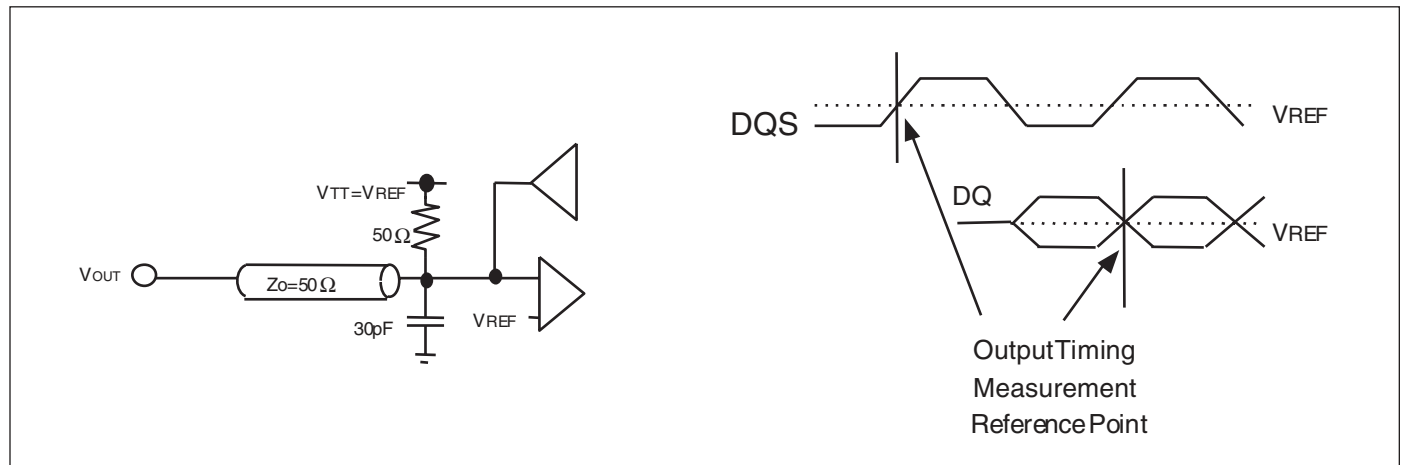 VTT=VREF
50Ω
VOUT
Zo=50Ω
30pF
VREF
DQS
VREF
DQ
VREF
OutputTiming
Measurement
ReferencePoint